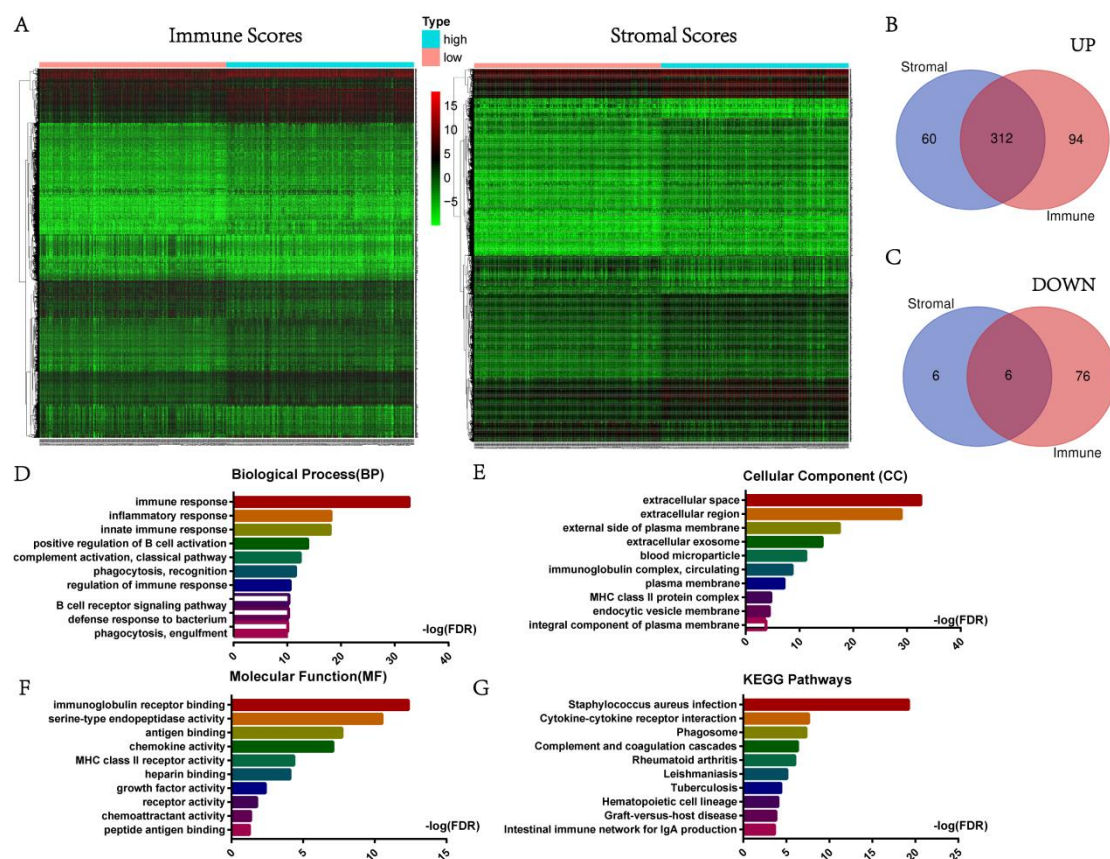 A
Immune Scores
Type
high
low
Stromal Scores
15
10
5
0
−5
B
UP
Stromal
60
312
94
Immune
C
DOWN
Stromal
6
6
76
Immune
D
Biological Process(BP)
immune response
inflammatory response
innate immune response
positive regulation of B cell activation
complement activation, classical pathway
phagocytosis, recognition
regulation of immune response
B cell receptor signaling pathway
defense response to bacterium
phagocytosis, engulfment
-log(FDR)
0 10 20 30 40
E
Cellular Component (CC)
extracellular space
extracellular region
external side of plasma membrane
extracellular exosome
blood microparticle
immunoglobulin complex, circulating
plasma membrane
MHC class II protein complex
endocytic vesicle membrane
integral component of plasma membrane
-log(FDR)
0 10 20 30 40
F
Molecular Function(MF)
immunoglobulin receptor binding
serine-type endopeptidase activity
antigen binding
chemokine activity
MHC class II receptor activity
heparin binding
growth factor activity
receptor activity
chemoattractant activity
peptide antigen binding
-log(FDR)
0 5 10 15
G
KEGG Pathways
Staphylococcus aureus infection
Cytokine-cytokine receptor interaction
Phagosome
Complement and coagulation cascades
Rheumatoid arthritis
Leishmaniasis
Tuberculosis
Hematopoietic cell lineage
Graft-versus-host disease
Intestinal immune network for IgA production
-log(FDR)
0 5 10 15 20 25